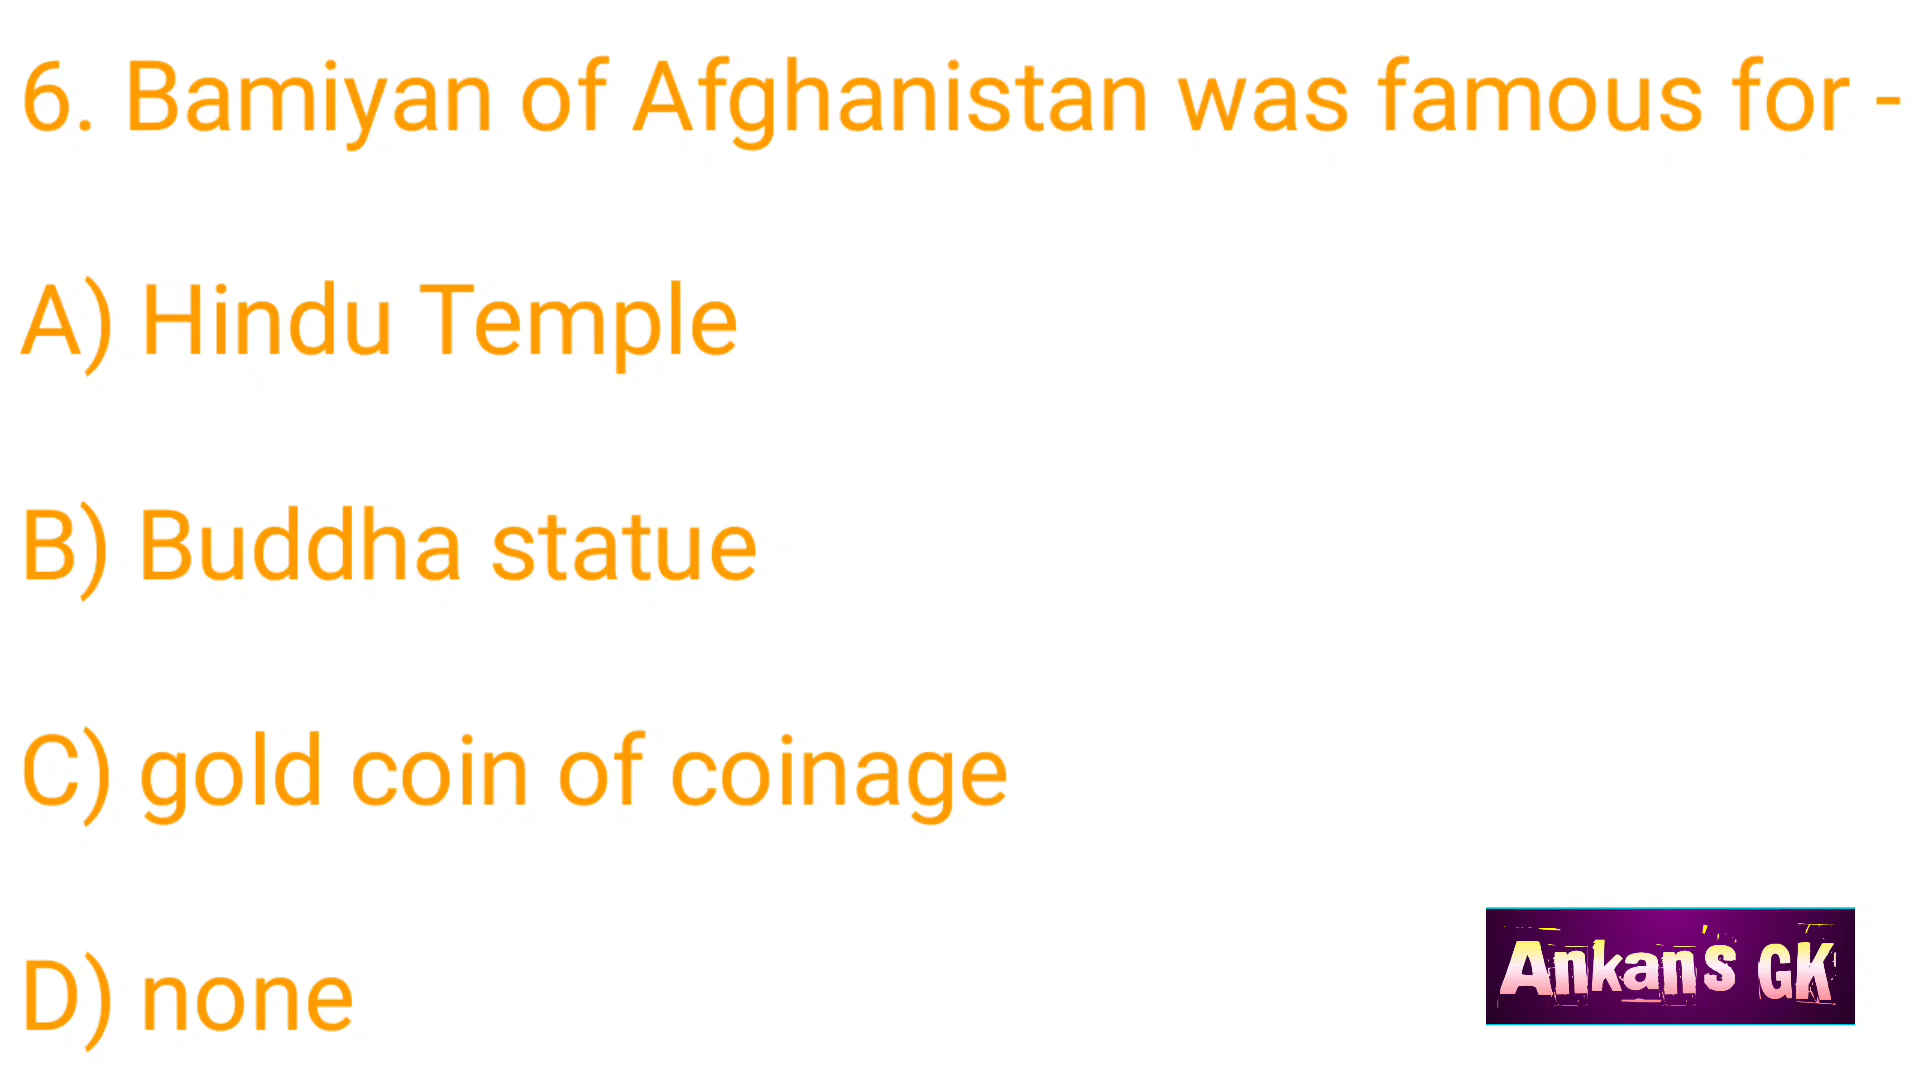 6. Bamiyan of Afghanistan was famous for -
A) Hindu Temple
B) Buddha statue
C) gold coin of coinage
D) none
Ankan's GK